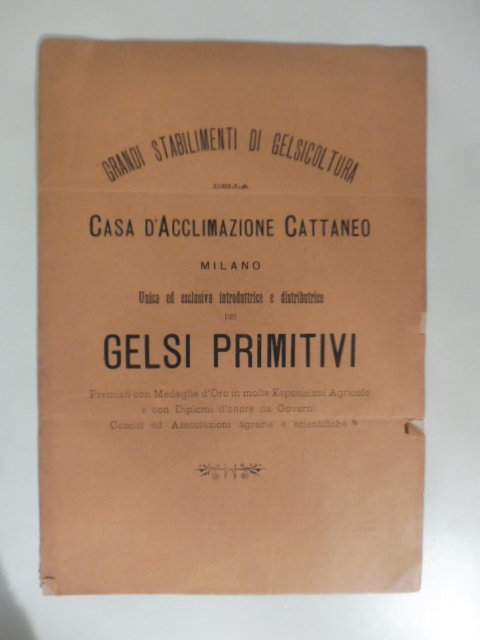 GRANDI STABILIMENTI DI GELSICOLTURA
DELLA
CASA D'ACCLIMAZIONE CATTANEO
MILANO
Unica ed esclusiva introduttrice e distributrice
DEI
GELSI PRIMITIVI
Premiati con Medaglie d'Oro in molte Esposizioni Agricole
e con Diplomi d'onore da Governi
Comizi ed Associazioni agrarie e scientifiche